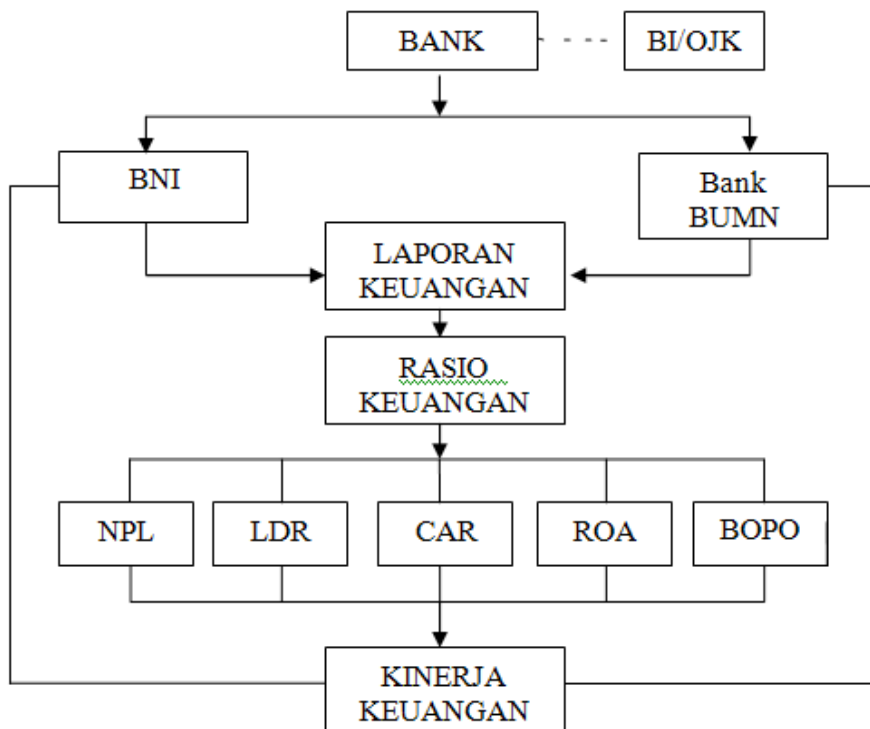 BANK
BI/OJK
BNI
Bank
BUMN
LAPORAN
KEUANGAN
RASIO
KEUANGAN
NPL
LDR
CAR
ROA
BOPO
KINERJA
KEUANGAN